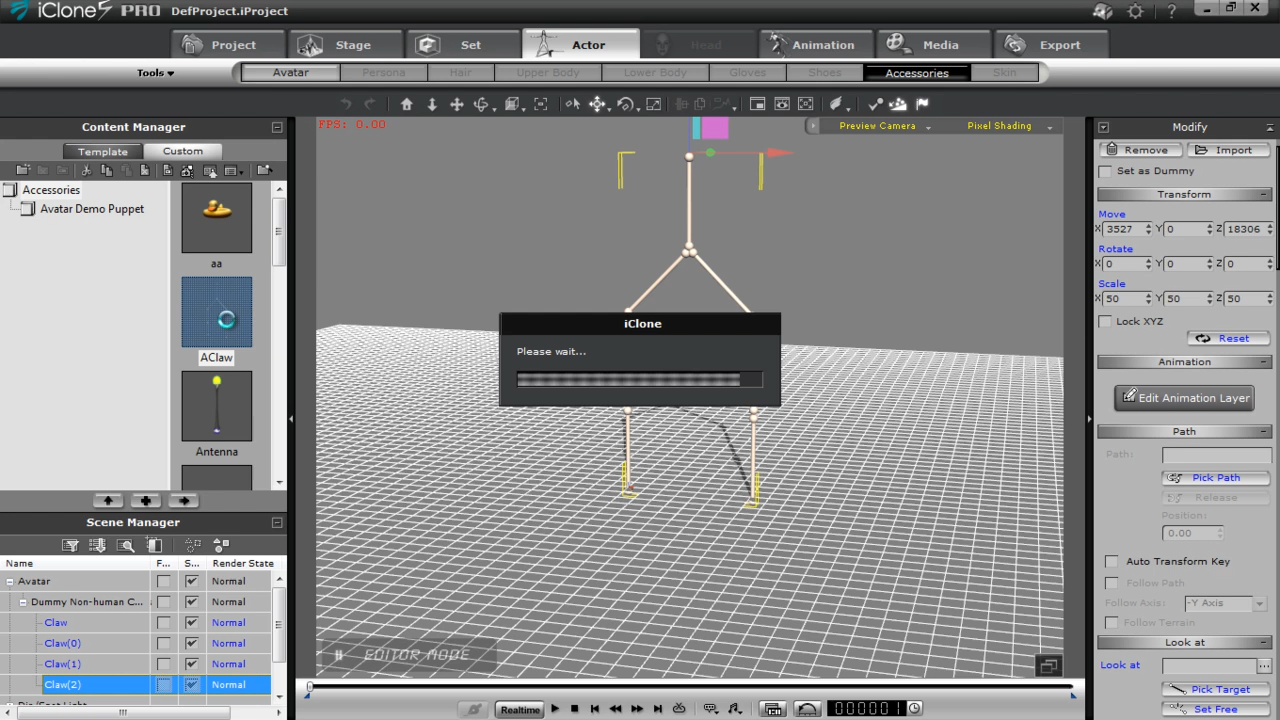 iClone5 PRO DefProject.iProject
Project Stage Set Actor Head Animation Media Export
Tools Avatar Persona Hair Upper Body Lower Body Gloves Shoes Accessories Skin
Content Manager
Template Custom
Accessories
Avatar Demo Puppet
aa
AClaw
Antenna
Scene Manager
Name F... S... Render State
Avatar Normal
Dummy Non-human C... Normal
Claw Normal
Claw(0) Normal
Claw(1) Normal
Claw(2) Normal
FPS: 0.00
Preview Camera Pixel Shading
iClone
Please wait...
EDITOR MODE
Realtime
000001
Modify
Remove Import
Set as Dummy
Transform
Move
X 3527 Y 0 Z 18306
Rotate
X 0 Y 0 Z 0
Scale
X 50 Y 50 Z 50
Lock XYZ
Reset
Animation
Edit Animation Layer
Path
Path:
Pick Path
Release
Position:
0.00
Auto Transform Key
Follow Path
Follow Axis: -Y Axis
Follow Terrain
Look at
Look at
Pick Target
Set Free